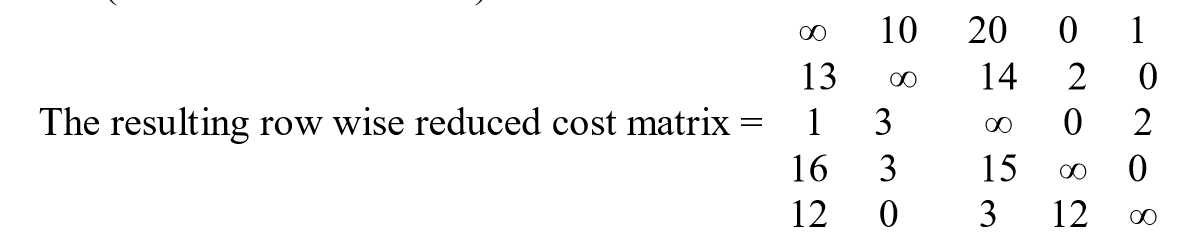 ∞ 10 20 0 1
13 ∞ 14 2 0
The resulting row wise reduced cost matrix = 1 3 ∞ 0 2
16 3 15 ∞ 0
12 0 3 12 ∞